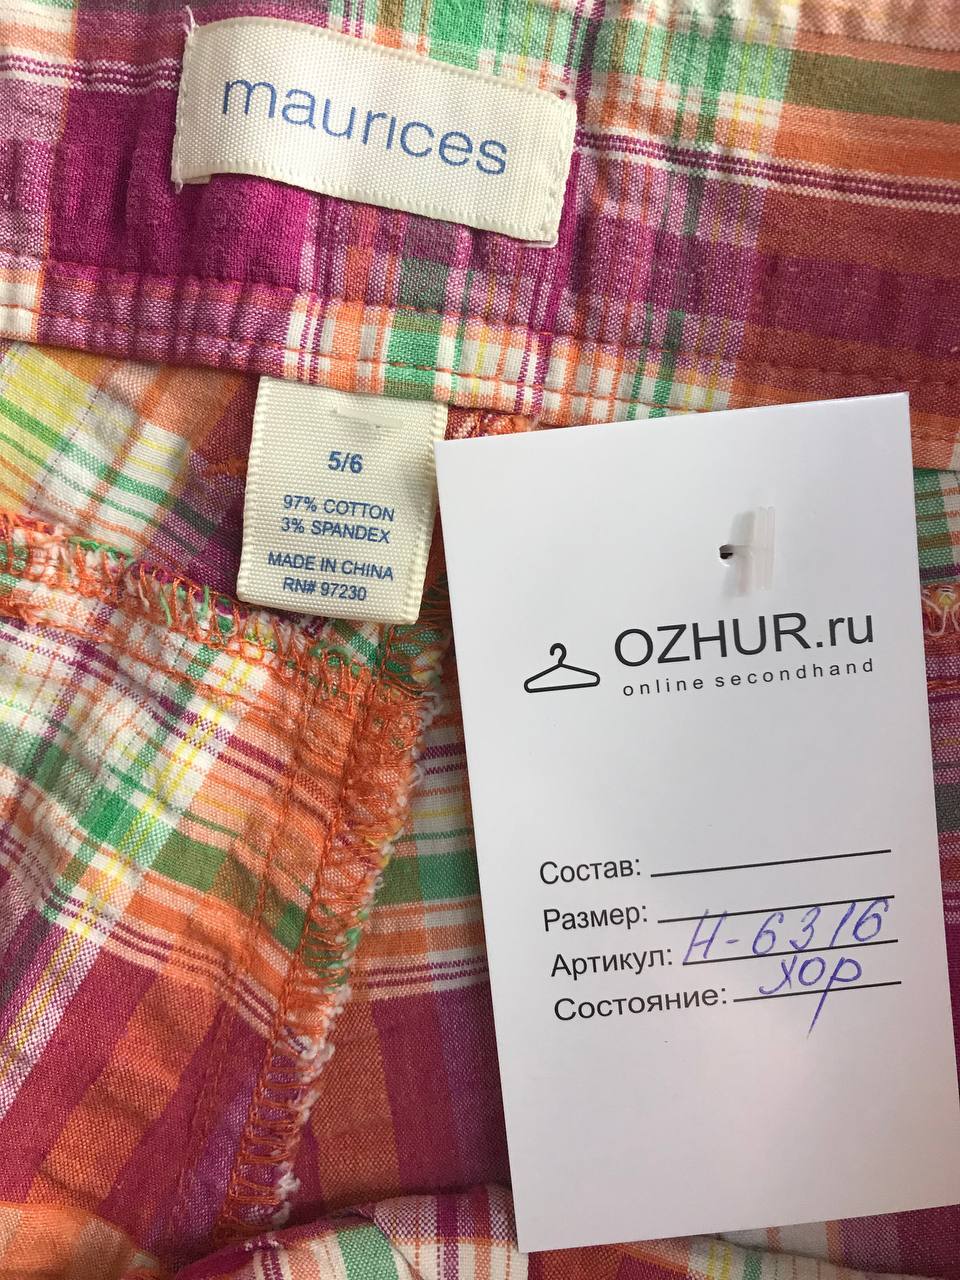 maurices
5/6
97% COTTON
3% SPANDEX
MADE IN CHINA
RN# 97230
OZHUR.ru
online secondhand
Состав:
Размер:
Артикул: Н-6316
Состояние: хор